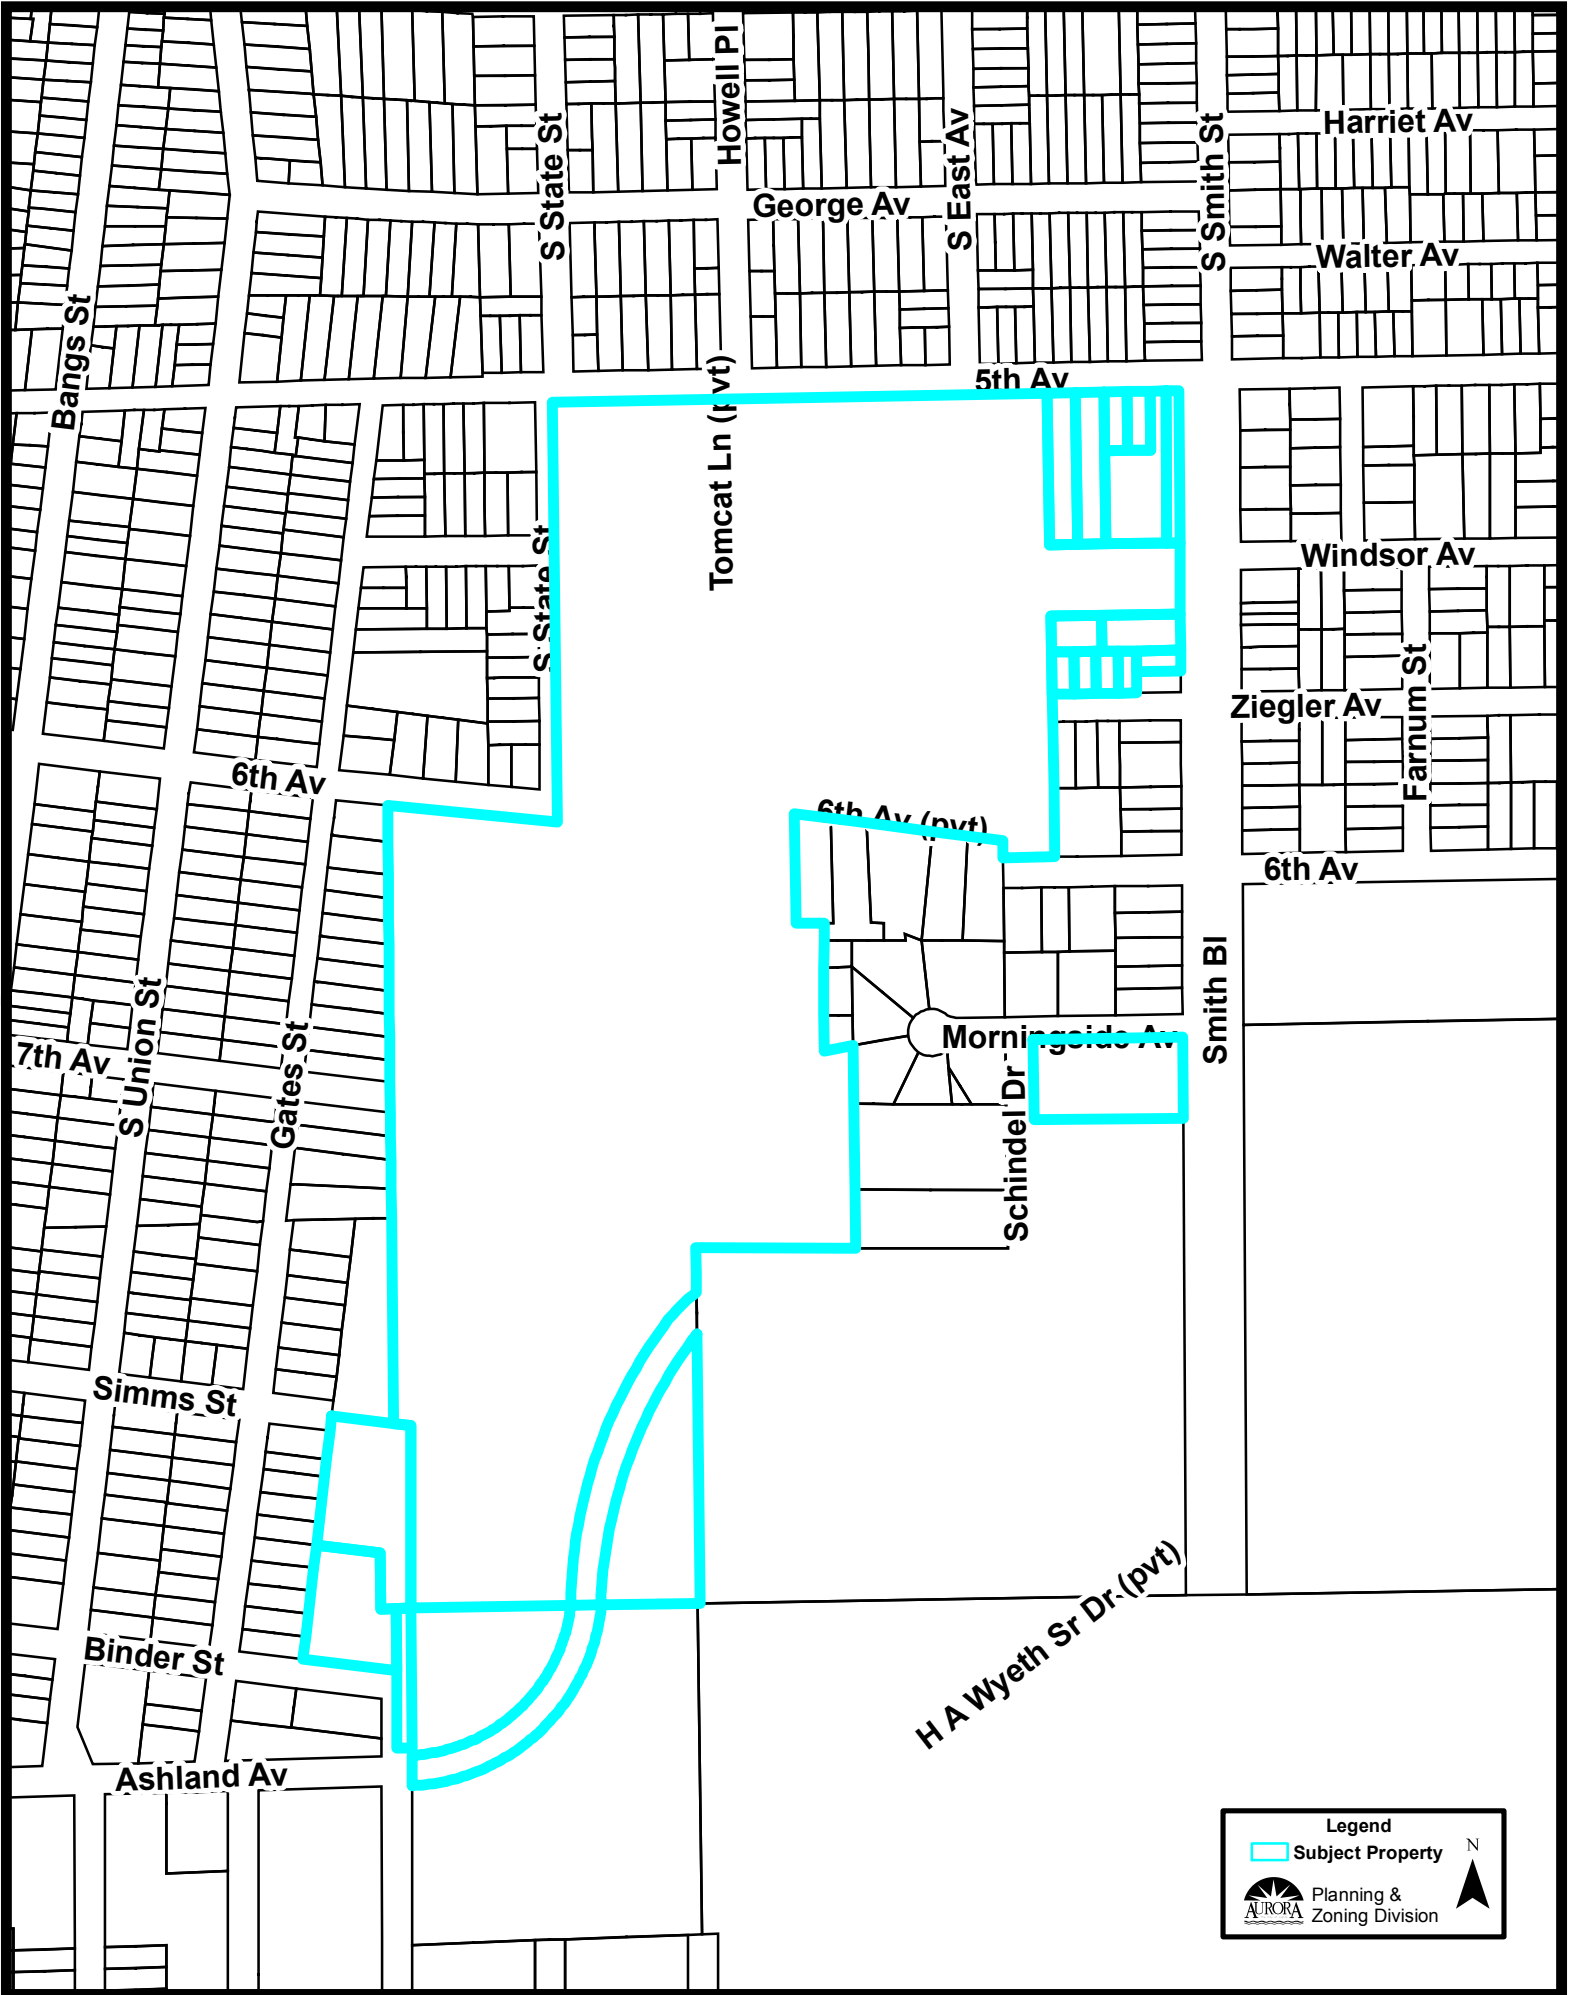 Howell Pl
Harriet Av
S State St
S East Av
S Smith St
George Av
Walter Av
Bangs St
5th Av
Tomcat Ln (pvt)
S State St
Windsor Av
Farnum St
Ziegler Av
6th Av
6th Av (pvt)
6th Av
Smith Bl
S Union St
Gates St
7th Av
Morningside Av
Schindel Dr
Simms St
H A Wyeth Sr Dr (pvt)
Binder St
Ashland Av
Legend
Subject Property
N
AURORA
Planning &
Zoning Division